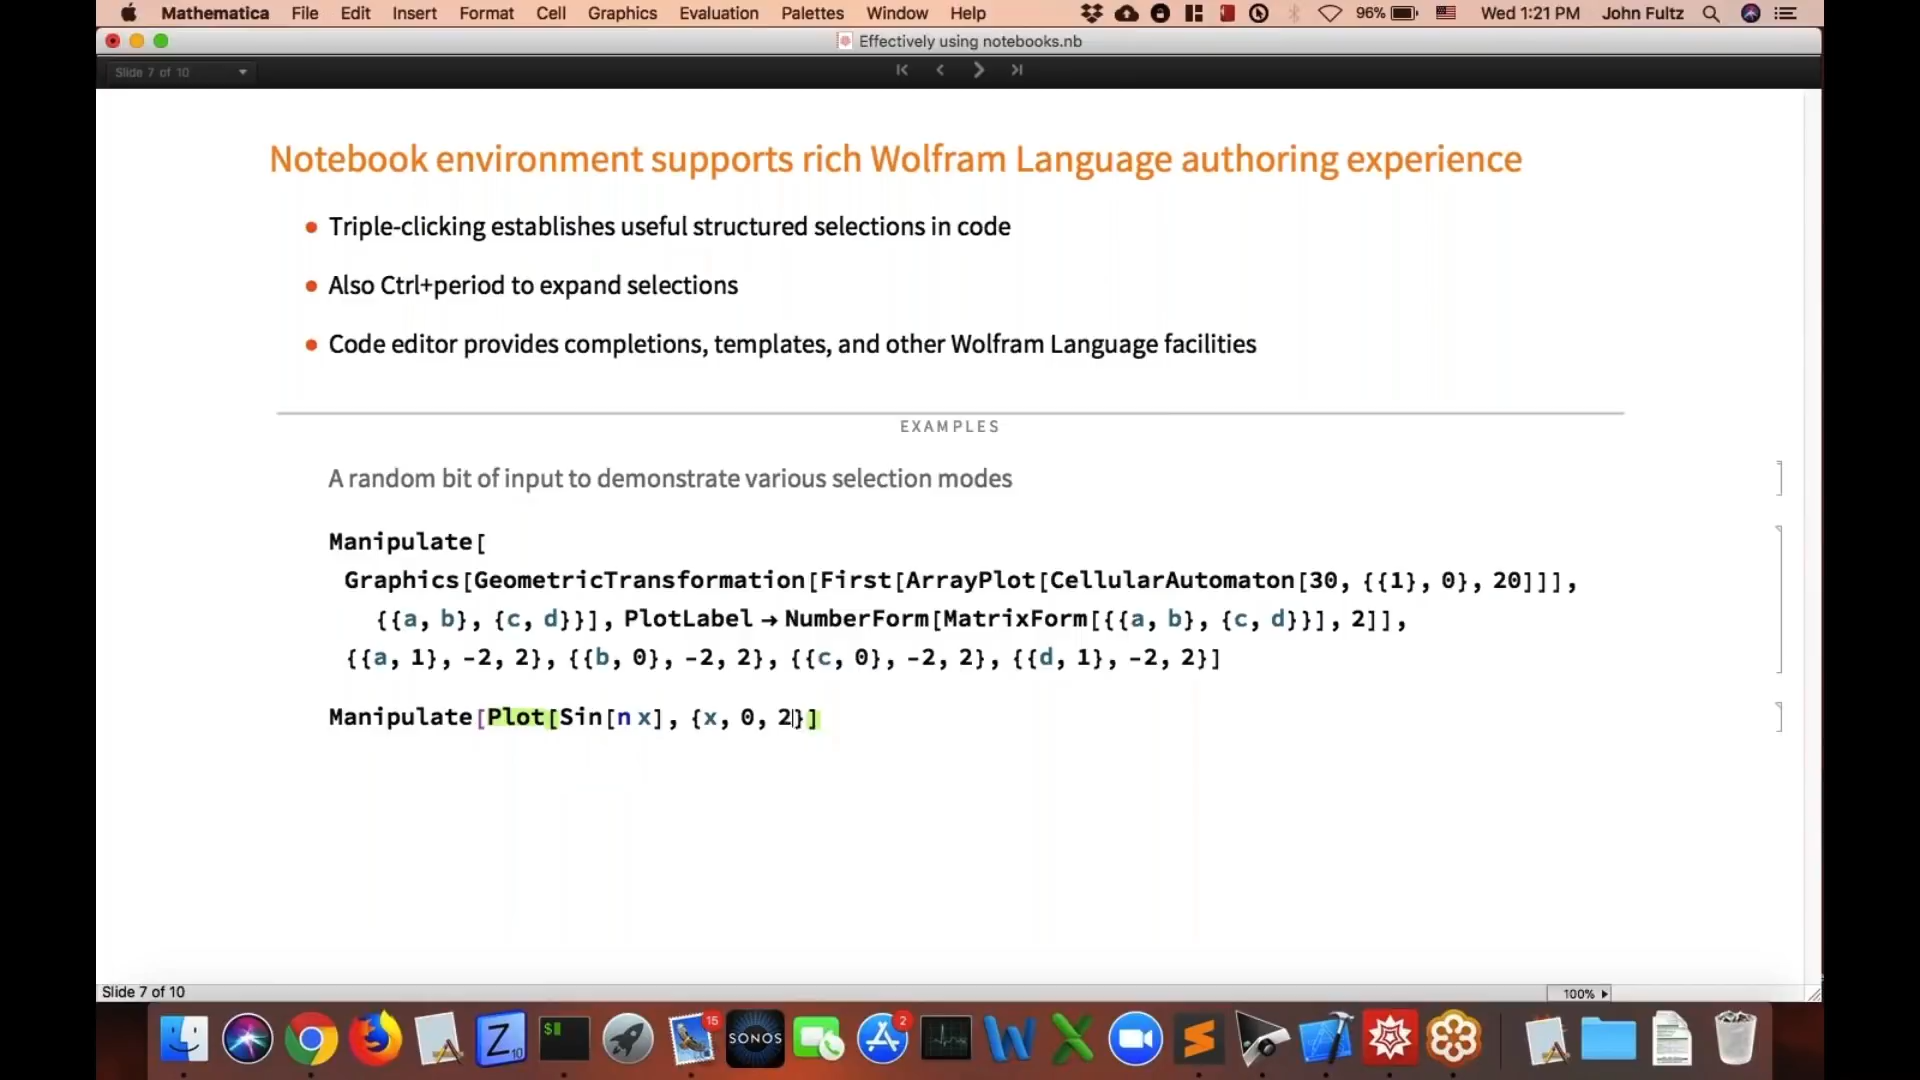 Mathematica File Edit Insert Format Cell Graphics Evaluation Palettes Window Help 96% Wed 1:21 PM John Fultz
Effectively using notebooks.nb
Slide 7 of 10
Notebook environment supports rich Wolfram Language authoring experience
• Triple-clicking establishes useful structured selections in code
• Also Ctrl+period to expand selections
• Code editor provides completions, templates, and other Wolfram Language facilities
EXAMPLES
A random bit of input to demonstrate various selection modes
Manipulate[
Graphics[GeometricTransformation[First[ArrayPlot[CellularAutomaton[30, {{1}, 0}, 20]]],
{{a, b}, {c, d}}], PlotLabel → NumberForm[MatrixForm[{{a, b}, {c, d}}], 2]],
{{a, 1}, -2, 2}, {{b, 0}, -2, 2}, {{c, 0}, -2, 2}, {{d, 1}, -2, 2}]
Manipulate[Plot[Sin[n x], {x, 0, 2}]
Slide 7 of 10
100%
15
2
$
Z
10
SONOS